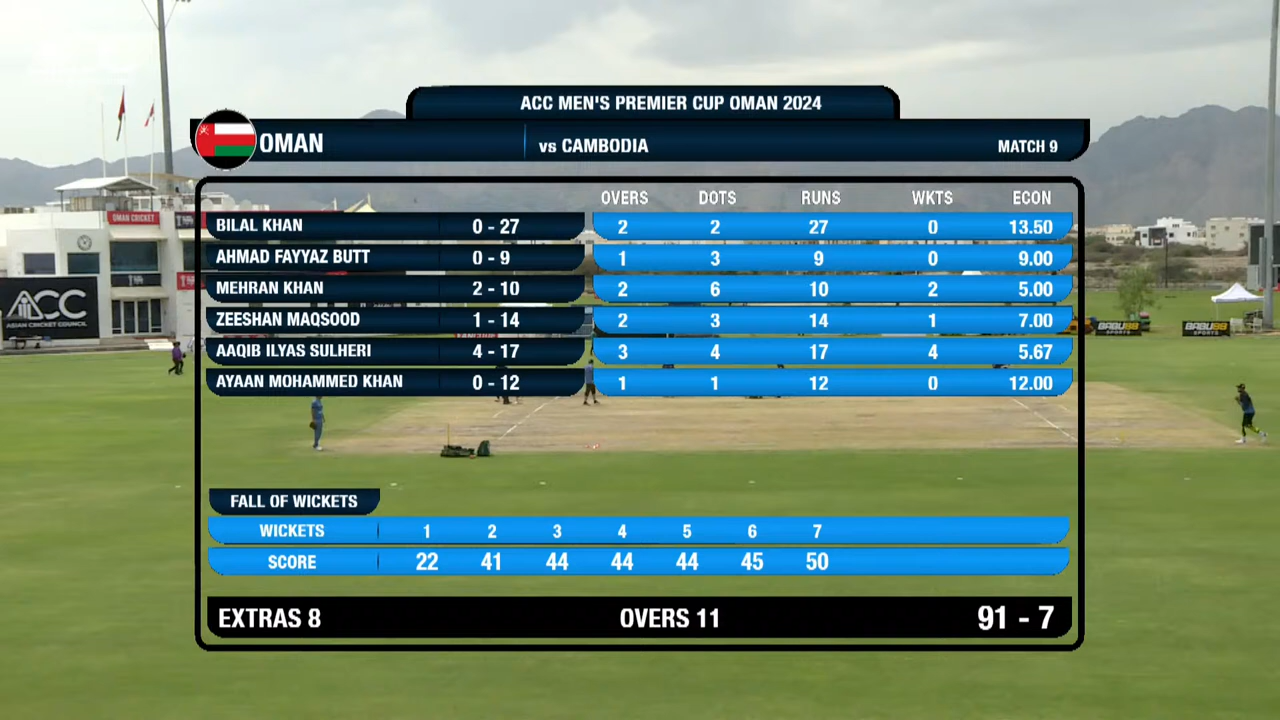 ACC MEN'S PREMIER CUP OMAN 2024
OMAN vs CAMBODIA MATCH 9
OVERS DOTS RUNS WKTS ECON
BILAL KHAN 0 - 27 2 2 27 0 13.50
AHMAD FAYYAZ BUTT 0 - 9 1 3 9 0 9.00
MEHRAN KHAN 2 - 10 2 6 10 2 5.00
ZEESHAN MAQSOOD 1 - 14 2 3 14 1 7.00
AAQIB ILYAS SULHERI 4 - 17 3 4 17 4 5.67
AYAAN MOHAMMED KHAN 0 - 12 1 1 12 0 12.00
FALL OF WICKETS
WICKETS 1 2 3 4 5 6 7
SCORE 22 41 44 44 44 45 50
EXTRAS 8 OVERS 11 91 - 7
OMAN CRICKET
ACC
ASIAN CRICKET COUNCIL
BABU88
SPORTS
BABU88
SPORTS